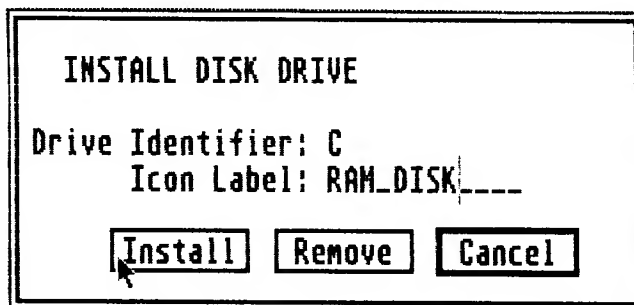 INSTALL DISK DRIVE
Drive Identifier: C
Icon Label: RAM_DISK____
Install Remove Cancel